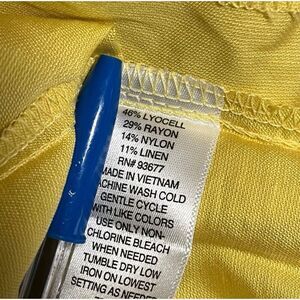 46% LYOCELL
29% RAYON
14% NYLON
11% LINEN
RN# 93677
MADE IN VIETNAM
ACHINE WASH COLD
GENTLE CYCLE
WITH LIKE COLORS
USE ONLY NON-
CHLORINE BLEACH
WHEN NEEDED
TUMBLE DRY LOW
IRON ON LOWEST
SETTING AS NEEDED